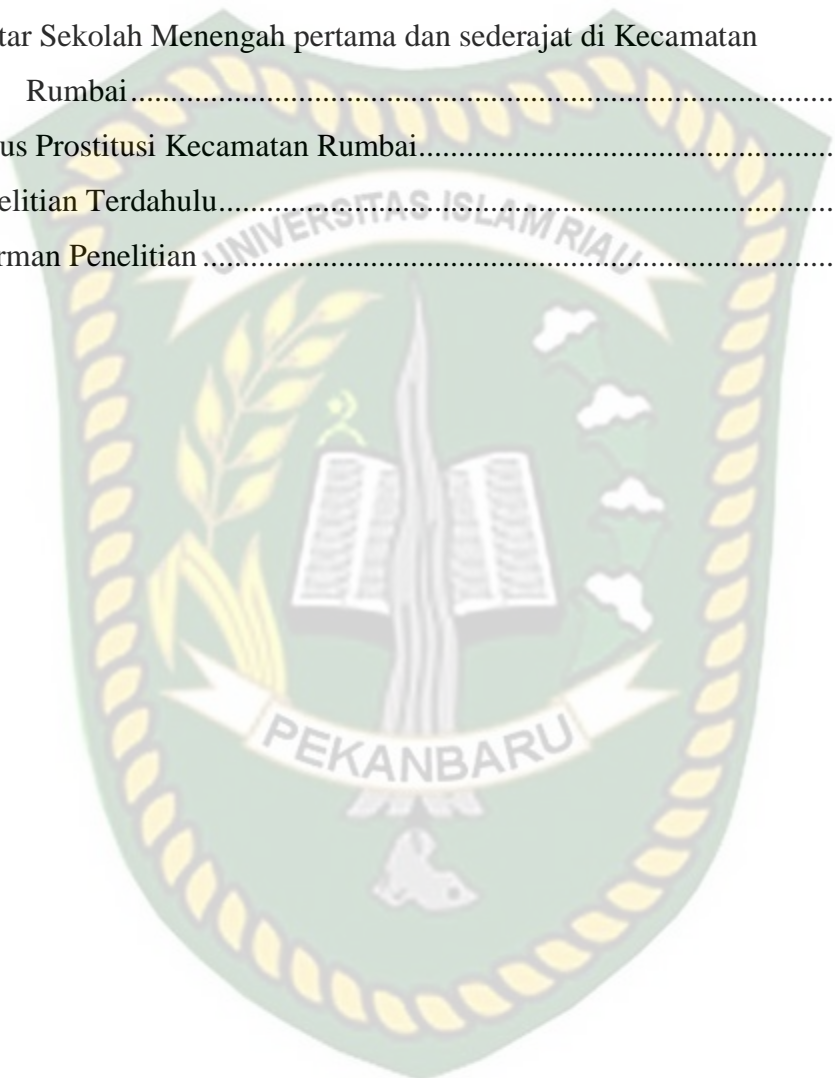 tar Sekolah Menengah pertama dan sederajat di Kecamatan
Rumbai...............................................................................
us Prostitusi Kecamatan Rumbai....................................................
elitian Terdahulu.............................................................................
rman Penelitian ...............................................................................
UNIVERSITAS ISLAM RIAU
PEKANBARU